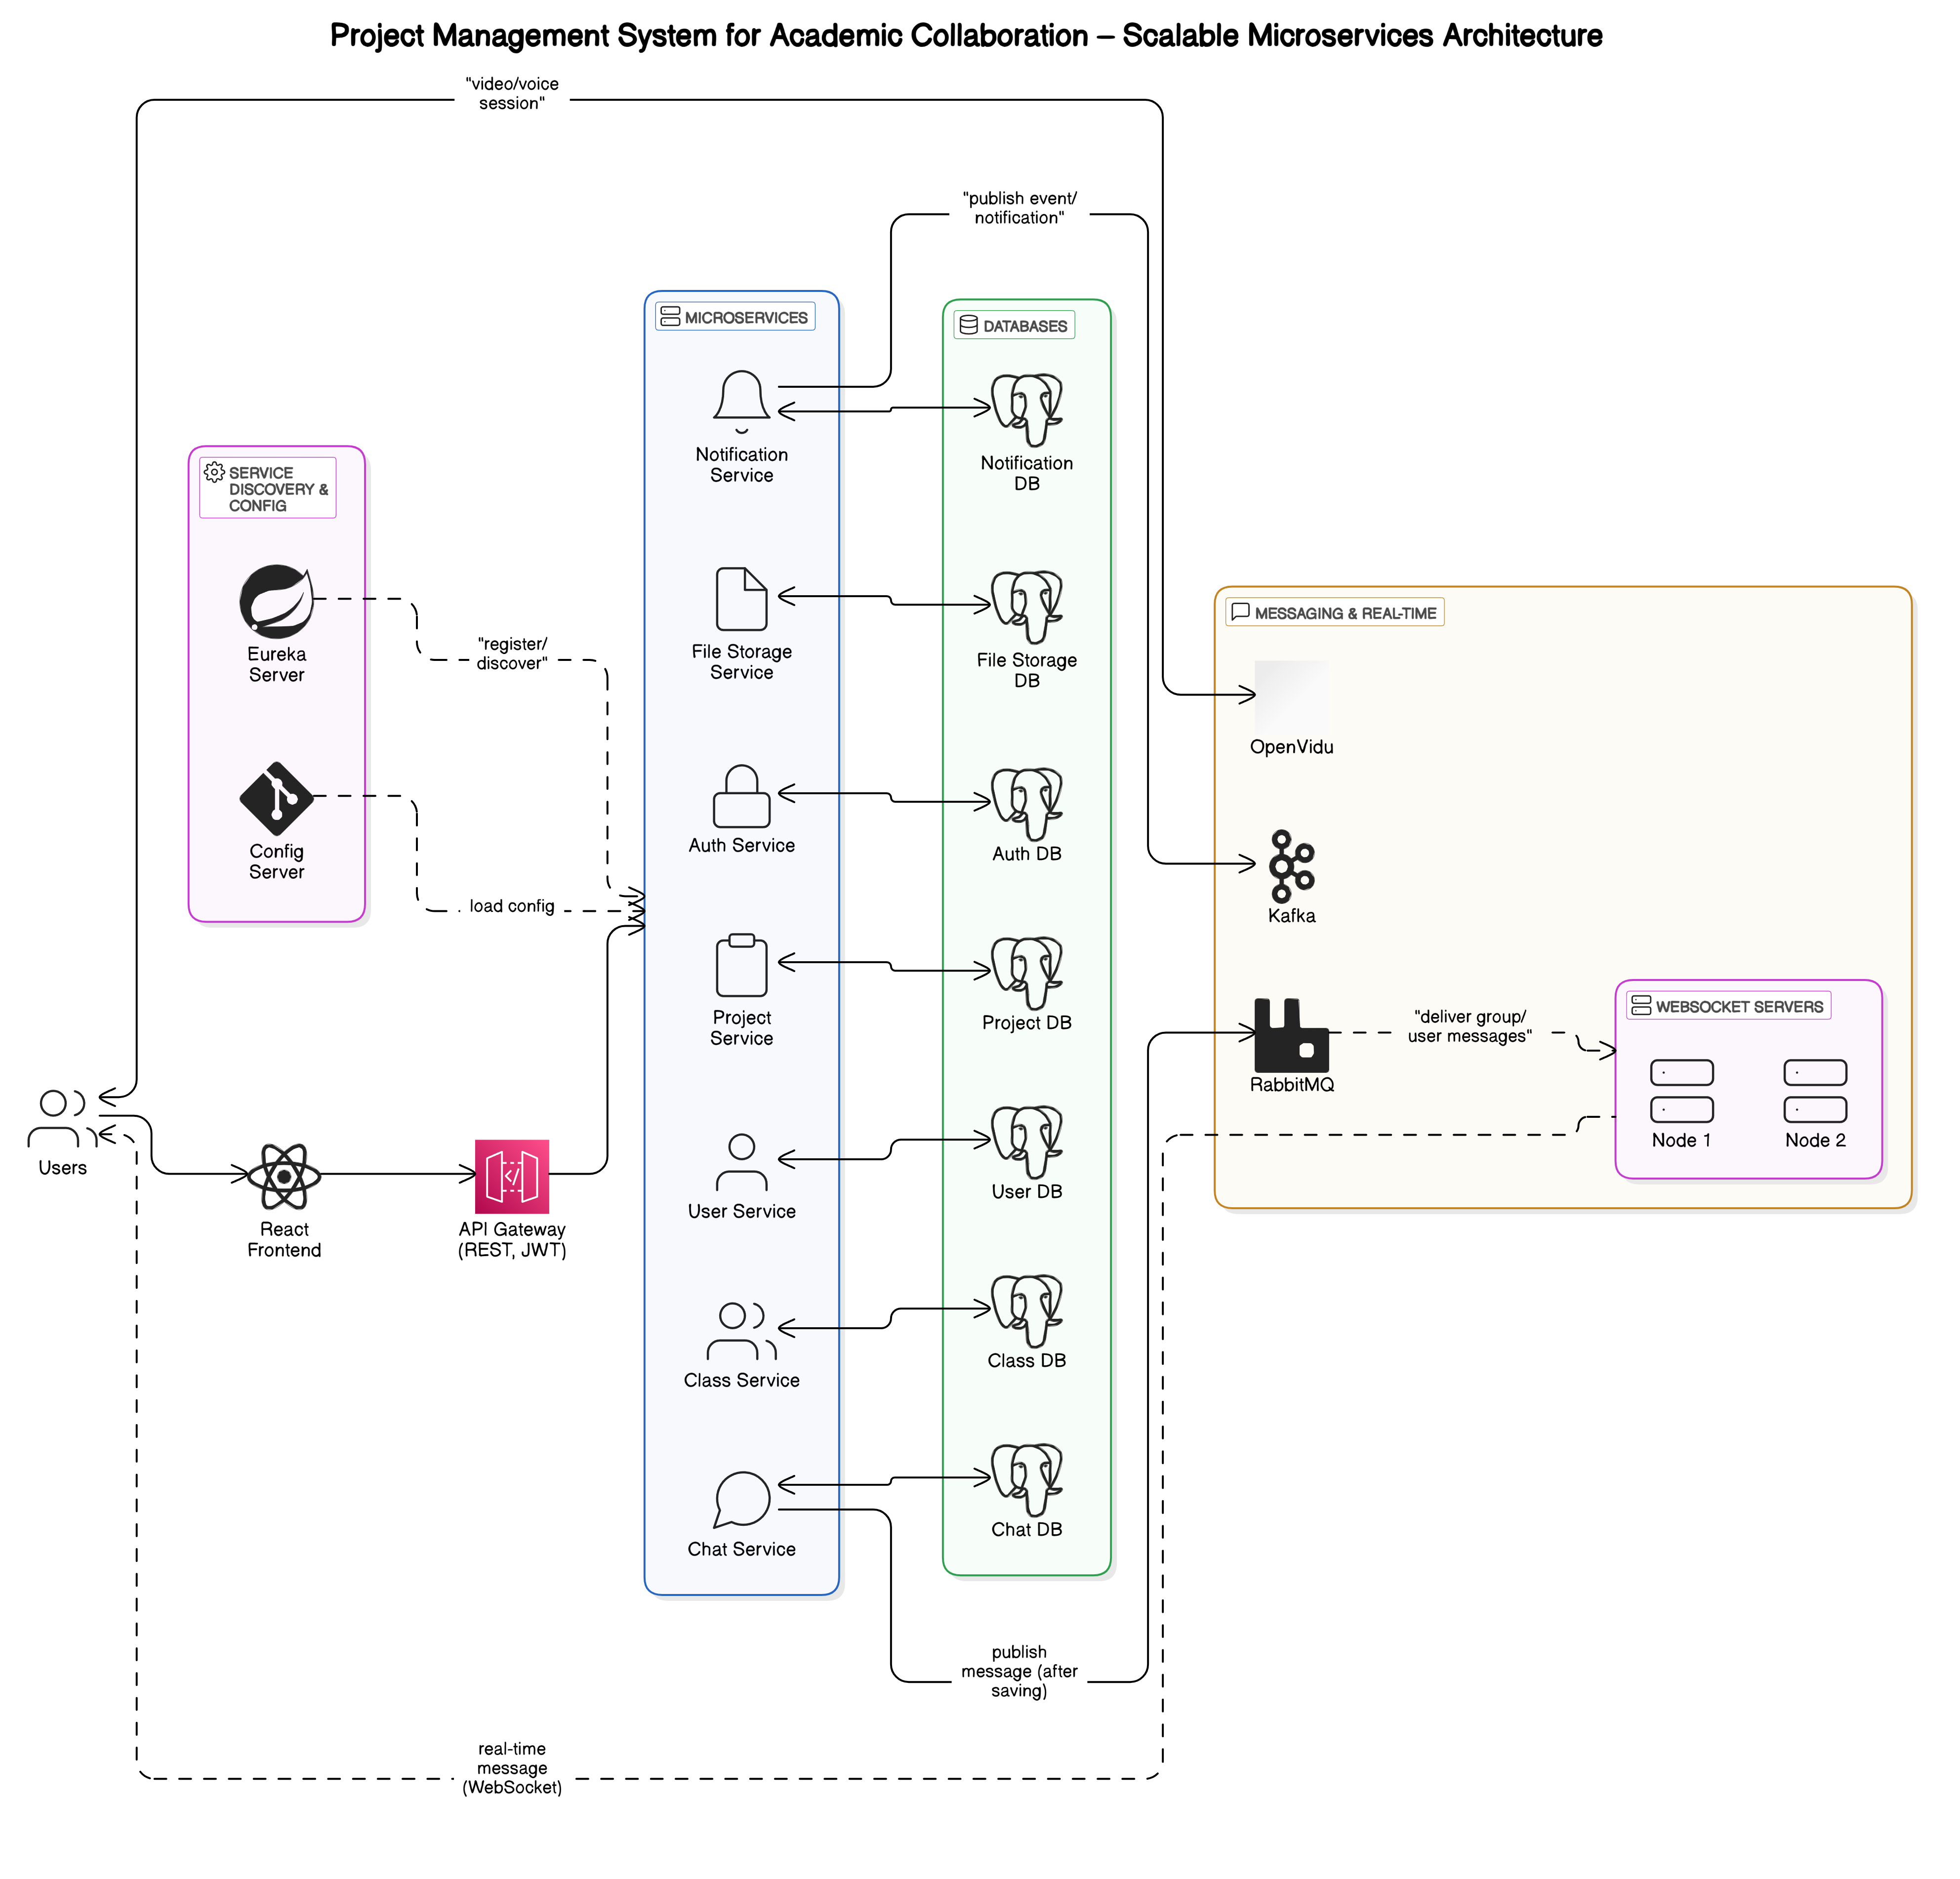 Project Management System for Academic Collaboration – Scalable Microservices Architecture
"video/voice
session"
"publish event/
notification"
MICROSERVICES
DATABASES
Notification
Service
Notification
DB
SERVICE
DISCOVERY &
CONFIG
Eureka
Server
"register/
discover"
File Storage
Service
File Storage
DB
MESSAGING & REAL-TIME
OpenVidu
Config
Server
load config
Auth Service
Auth DB
Kafka
Project
Service
Project DB
RabbitMQ
"deliver group/
user messages"
WEBSOCKET SERVERS
Node 1
Node 2
Users
React
Frontend
API Gateway
(REST, JWT)
User Service
User DB
Class Service
Class DB
Chat Service
Chat DB
publish
message (after
saving)
real-time
message
(WebSocket)